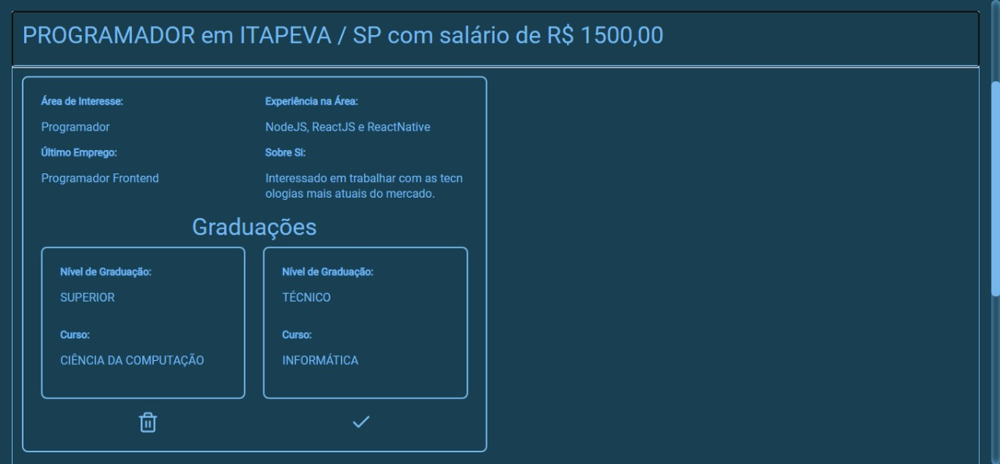 PROGRAMADOR em ITAPEVA / SP com salário de R$ 1500,00
Área de Interesse:
Experiência na Área:
Programador
NodeJS, ReactJS e ReactNative
Último Emprego:
Sobre Si:
Programador Frontend
Interessado em trabalhar com as tecn
ologias mais atuais do mercado.
Graduações
Nível de Graduação:
SUPERIOR
Curso:
CIÊNCIA DA COMPUTAÇÃO
Nível de Graduação:
TÉCNICO
Curso:
INFORMÁTICA